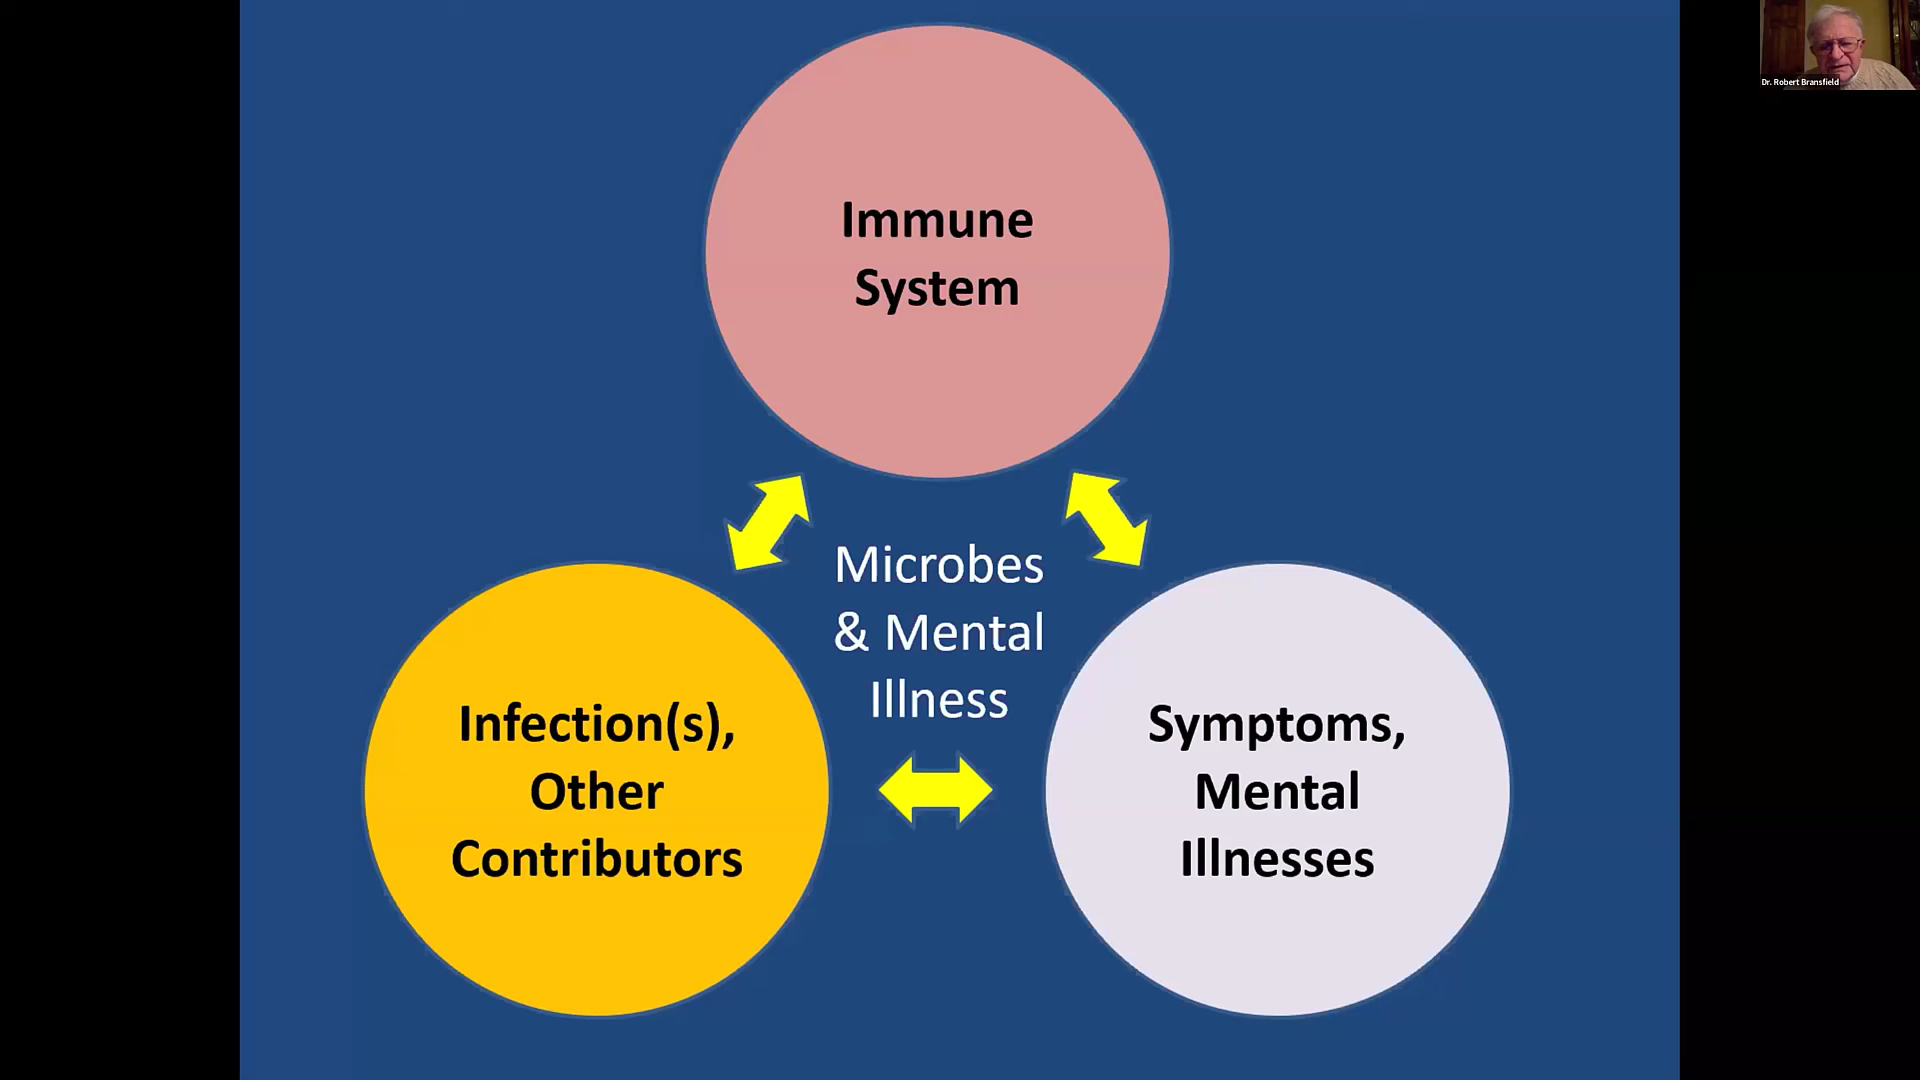 Dr. Robert Bransfield
Immune
System
Microbes
& Mental
Illness
Infection(s),
Other
Contributors
Symptoms,
Mental
Illnesses